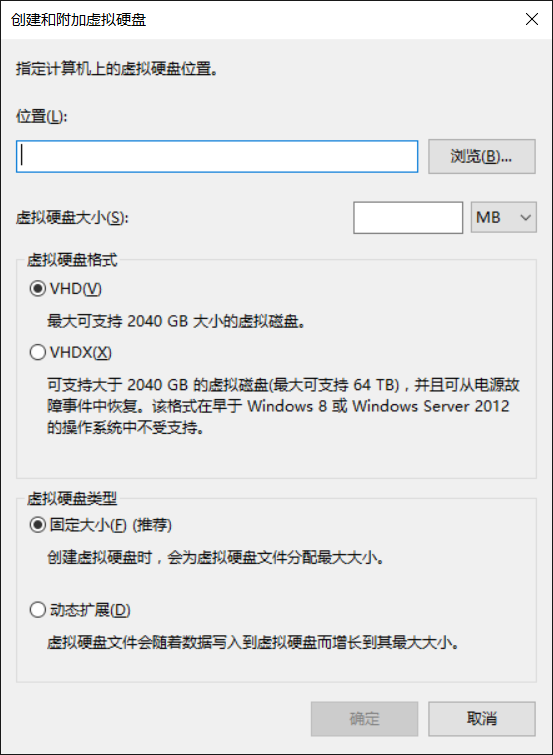 创建和附加虚拟硬盘
指定计算机上的虚拟硬盘位置。
位置(L):
浏览(B)...
虚拟硬盘大小(S):
MB
虚拟硬盘格式
VHD(V)
最大可支持 2040 GB 大小的虚拟磁盘。
VHDX(X)
可支持大于 2040 GB 的虚拟磁盘(最大可支持 64 TB)，并且可从电源故
障事件中恢复。该格式在早于 Windows 8 或 Windows Server 2012
的操作系统中不受支持。
虚拟硬盘类型
固定大小(F) (推荐)
创建虚拟硬盘时，会为虚拟硬盘文件分配最大大小。
动态扩展(D)
虚拟硬盘文件会随着数据写入到虚拟硬盘而增长到其最大大小。
确定
取消